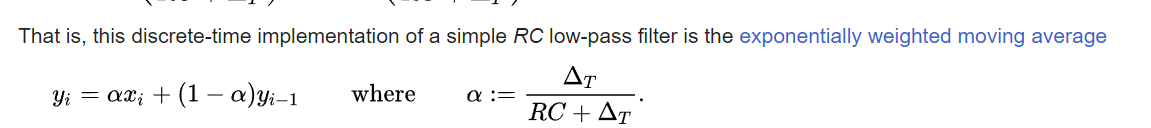 That is, this discrete-time implementation of a simple RC low-pass filter is the exponentially weighted moving average
yᵢ = αxᵢ + (1 − α)yᵢ₋₁ where α := Δ_T / (RC + Δ_T).